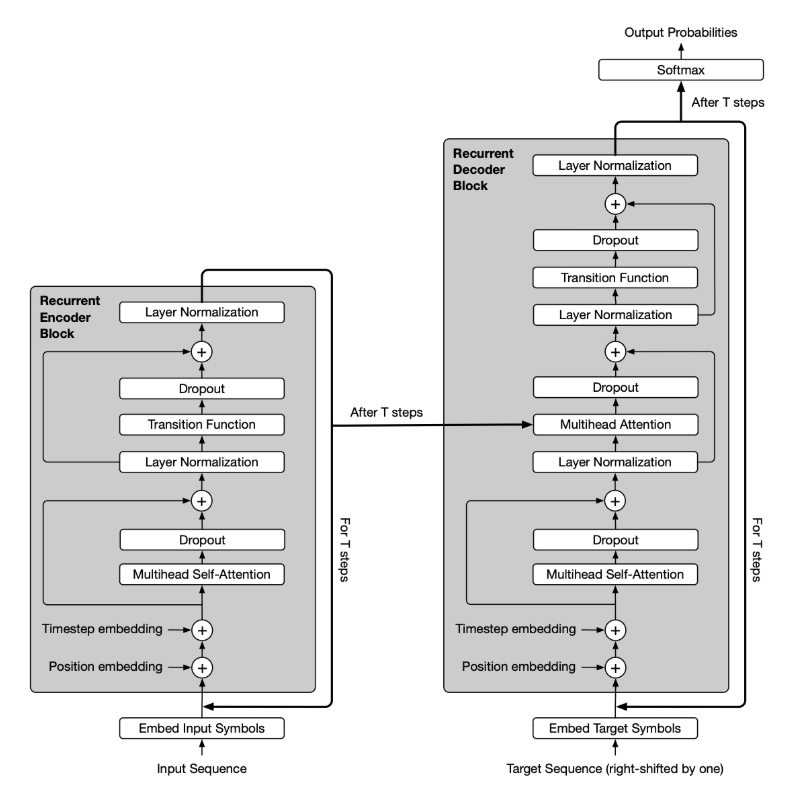 Output Probabilities
Softmax
After T steps
Recurrent
Decoder
Block
Layer Normalization
+
Dropout
Transition Function
Layer Normalization
+
Dropout
Multihead Attention
Layer Normalization
+
Dropout
Multihead Self-Attention
Timestep embedding
+
Position embedding
+
For T steps
Embed Target Symbols
Target Sequence (right-shifted by one)
After T steps
Recurrent
Encoder
Block
Layer Normalization
+
Dropout
Transition Function
Layer Normalization
+
Dropout
Multihead Self-Attention
Timestep embedding
+
Position embedding
+
For T steps
Embed Input Symbols
Input Sequence